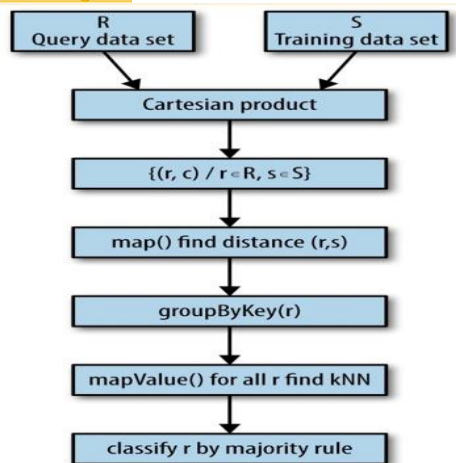 R
Query data set
S
Training data set
Cartesian product
{(r, c) / r∈R, s∈S}
map() find distance (r,s)
groupByKey(r)
mapValue() for all r find kNN
classify r by majority rule